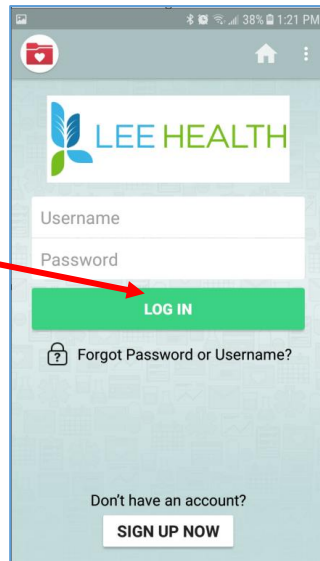 38% 1:21 PM
LEE HEALTH
Username
Password
LOG IN
Forgot Password or Username?
Don't have an account?
SIGN UP NOW